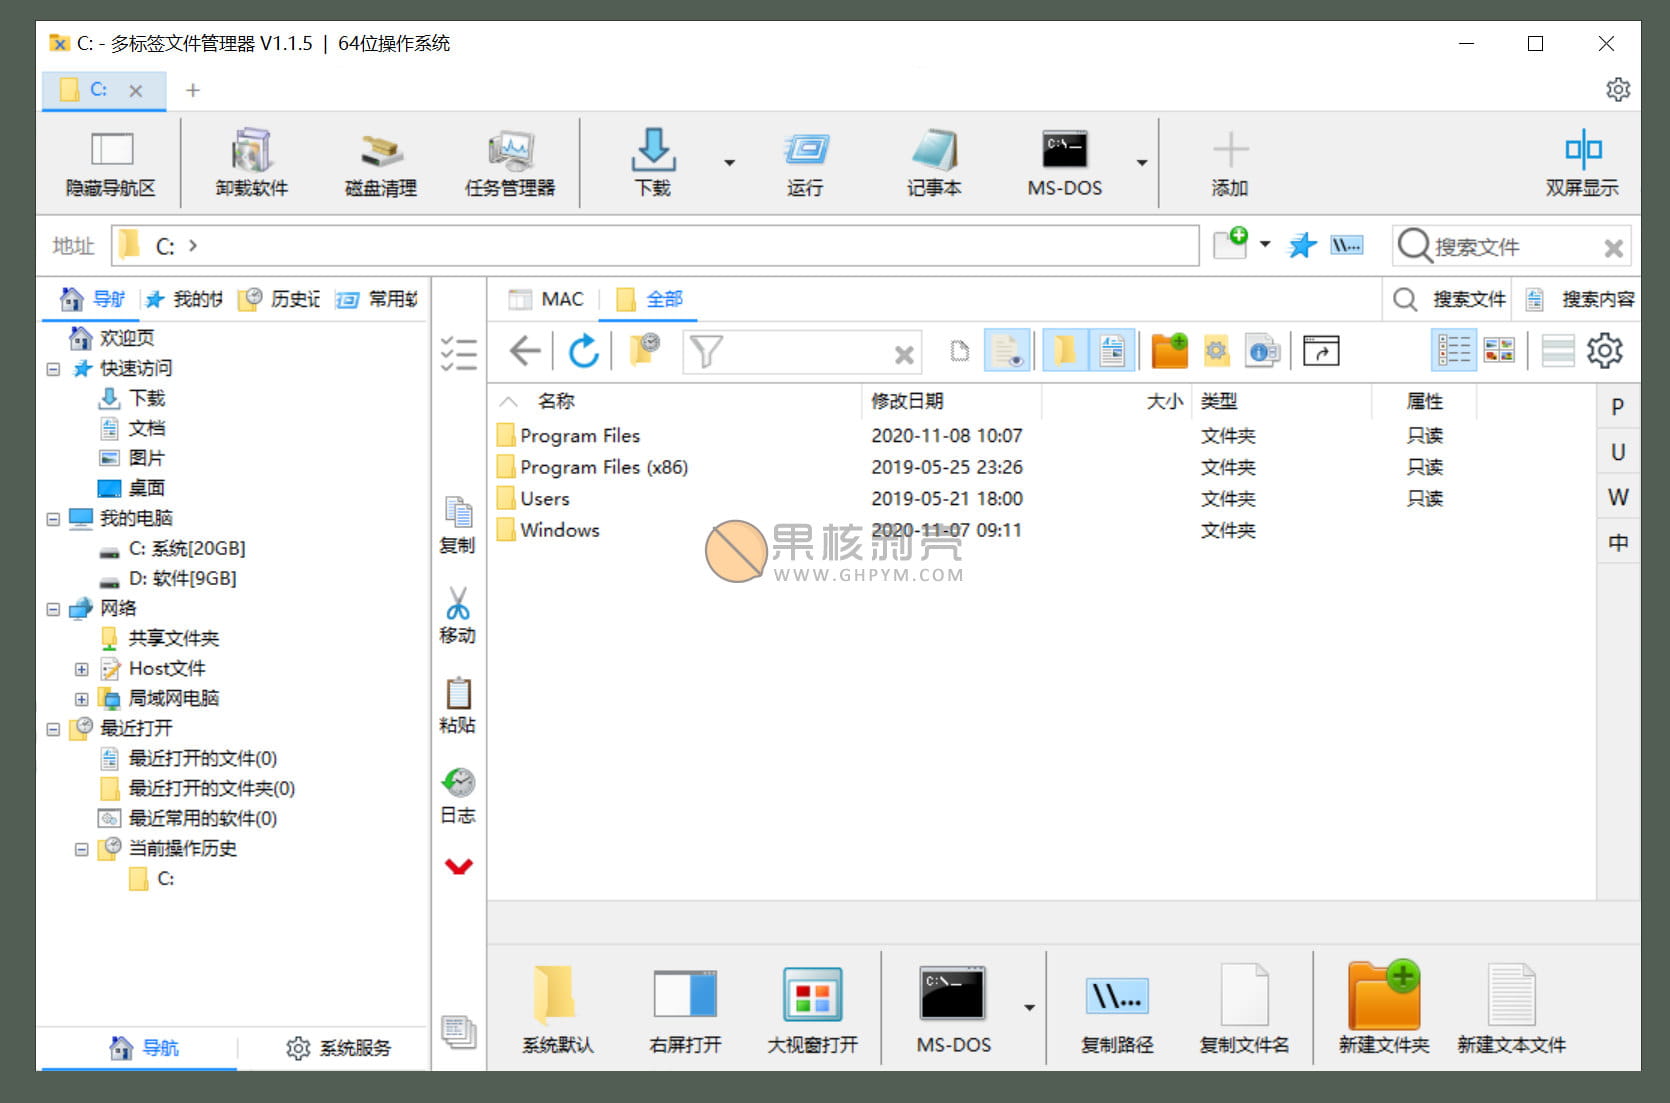 C: - 多标签文件管理器 V1.1.5 | 64位操作系统
C:
隐藏导航区 卸载软件 磁盘清理 任务管理器 下载 运行 记事本 MS-DOS 添加 双屏显示
C:\_
地址 C: > \\... 搜索文件
导航 我的快 历史记 常用软 MAC 全部 搜索文件 搜索内容
欢迎页
快速访问
下载
文档
图片
桌面
我的电脑
C: 系统[20GB]
D: 软件[9GB]
网络
共享文件夹
Host文件
局域网电脑
最近打开
最近打开的文件(0)
最近打开的文件夹(0)
最近常用的软件(0)
当前操作历史
C:
导航 系统服务
复制
移动
粘贴
日志
名称 修改日期 大小 类型 属性
Program Files 2020-11-08 10:07 文件夹 只读
Program Files (x86) 2019-05-25 23:26 文件夹 只读
Users 2019-05-21 18:00 文件夹 只读
Windows 2020-11-07 09:11 文件夹
果核剥壳
WWW.GHPYM.COM
P
U
W
中
C:\_ \\...
系统默认 右屏打开 大视窗打开 MS-DOS 复制路径 复制文件名 新建文件夹 新建文本文件